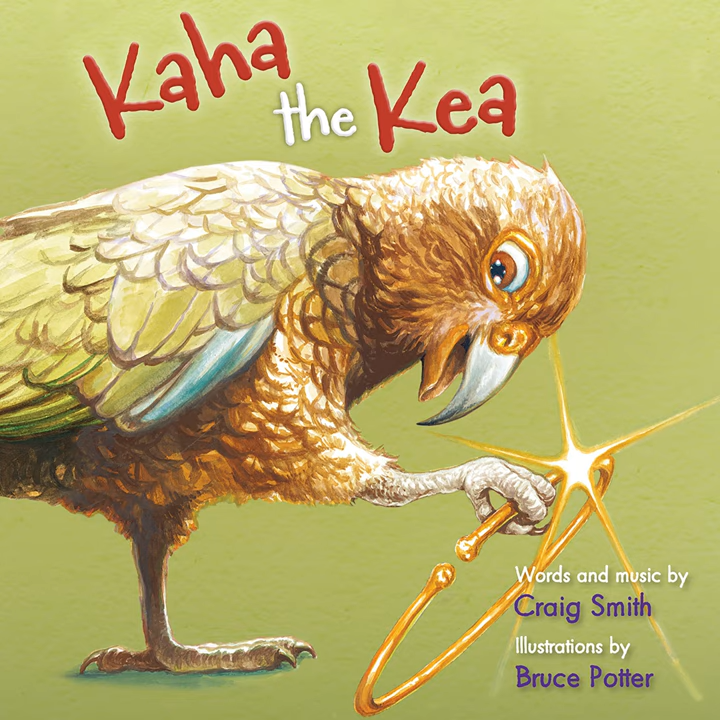 Kaha
the Kea
Words and music by
Craig Smith
Illustrations by
Bruce Potter